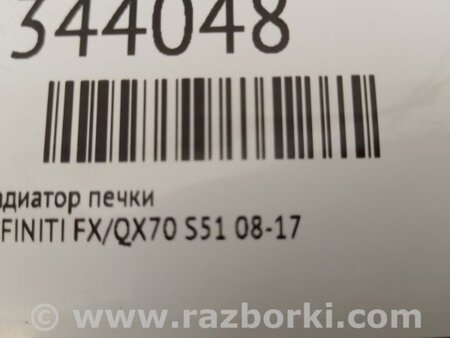 344048
адиатор печки
FINITI FX/QX70 S51 08-17
© www.razborki.com